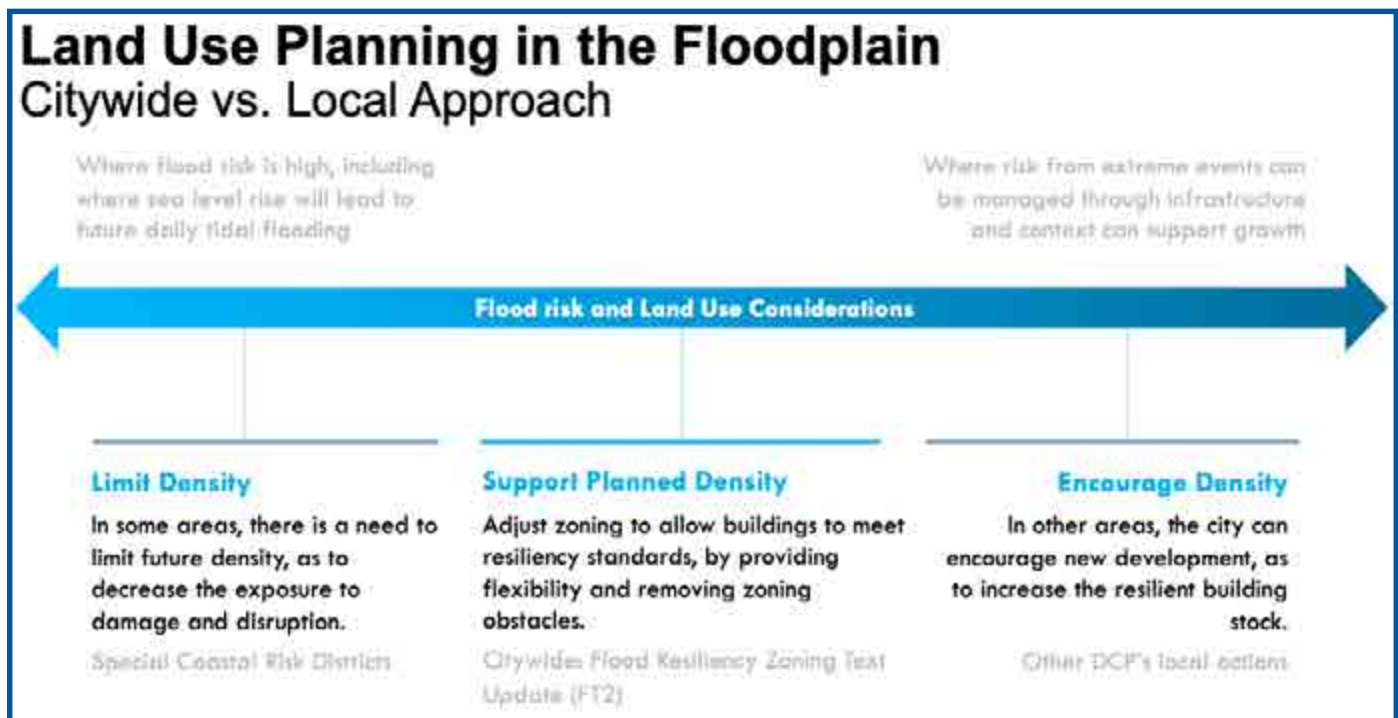 Land Use Planning in the Floodplain
Citywide vs. Local Approach
Where flood risk is high, including
where sea level rise will lead to
future daily tidal flooding
Where risk from extreme events can
be managed through infrastructure
and context can support growth
Flood risk and Land Use Considerations
Limit Density
In some areas, there is a need to
limit future density, as to
decrease the exposure to
damage and disruption.
Special Coastal Risk Districts
Support Planned Density
Adjust zoning to allow buildings to meet
resiliency standards, by providing
flexibility and removing zoning
obstacles.
Citywide: Flood Resiliency Zoning Text
Update (FT2)
Encourage Density
In other areas, the city can
encourage new development, as
to increase the resilient building
stock.
Other DCP's local actions